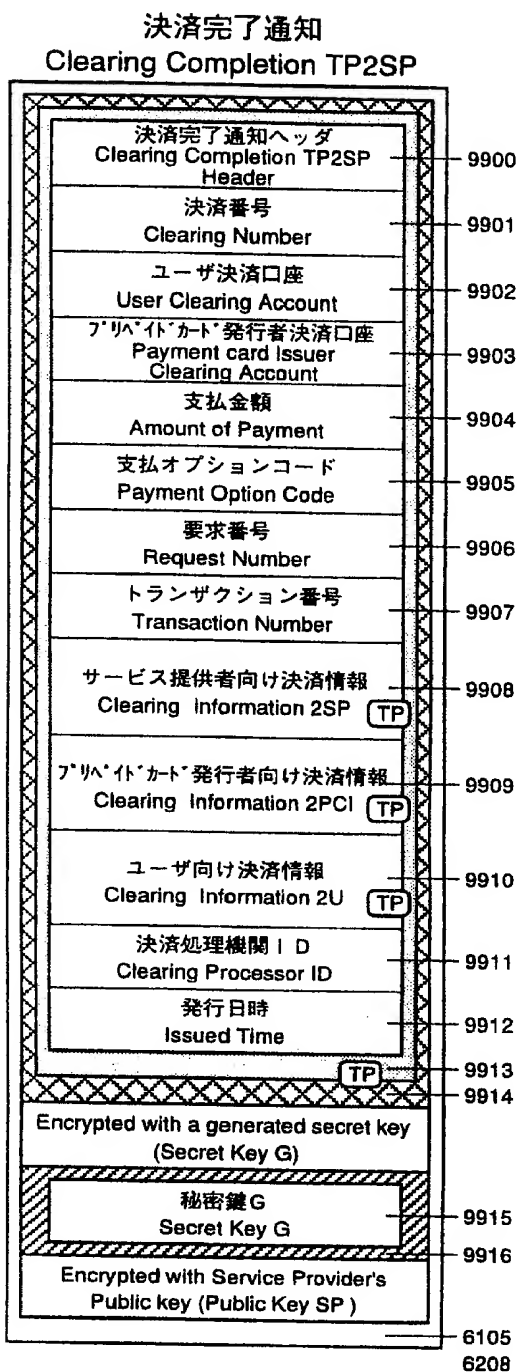 決済完了通知
Clearing Completion TP2SP
決済完了通知ヘッダ
Clearing Completion TP2SP
Header
9900
決済番号
Clearing Number
9901
ユーザ決済口座
User Clearing Account
9902
プリペイドカード発行者決済口座
Payment card Issuer
Clearing Account
9903
支払金額
Amount of Payment
9904
支払オプションコード
Payment Option Code
9905
要求番号
Request Number
9906
トランザクション番号
Transaction Number
9907
サービス提供者向け決済情報
Clearing Information 2SP
TP
9908
プリペイドカード発行者向け決済情報
Clearing Information 2PCI
TP
9909
ユーザ向け決済情報
Clearing Information 2U
TP
9910
決済処理機関ID
Clearing Processor ID
9911
発行日時
Issued Time
9912
TP
9913
9914
Encrypted with a generated secret key
(Secret Key G)
秘密鍵G
Secret Key G
9915
9916
Encrypted with Service Provider's
Public key (Public Key SP )
6105
6208